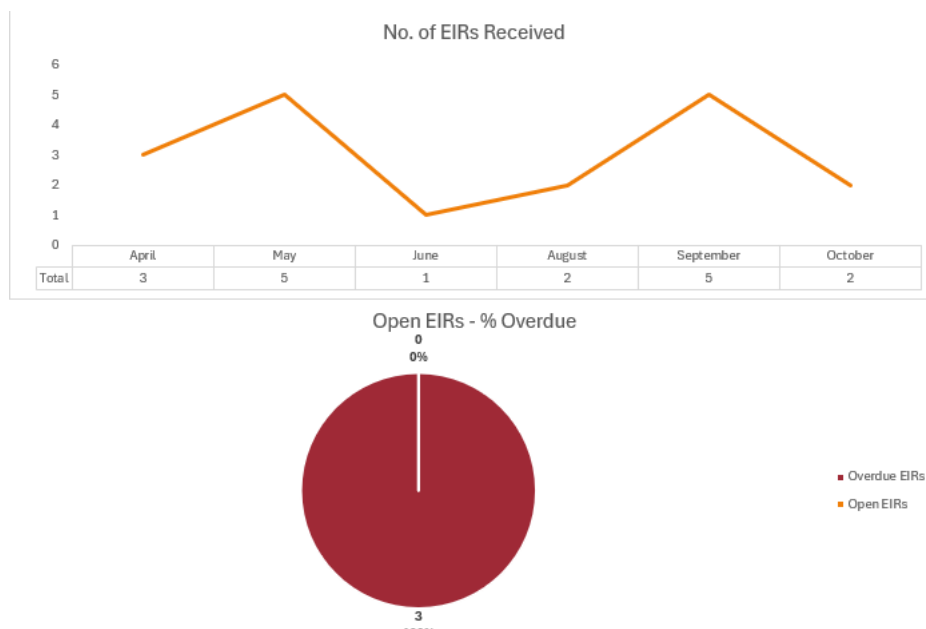 No. of EIRs Received
6
5
4
3
2
1
0
April May June August September October
Total 3 5 1 2 5 2
Open EIRs - % Overdue
0
0%
Overdue EIRs
Open EIRs
3